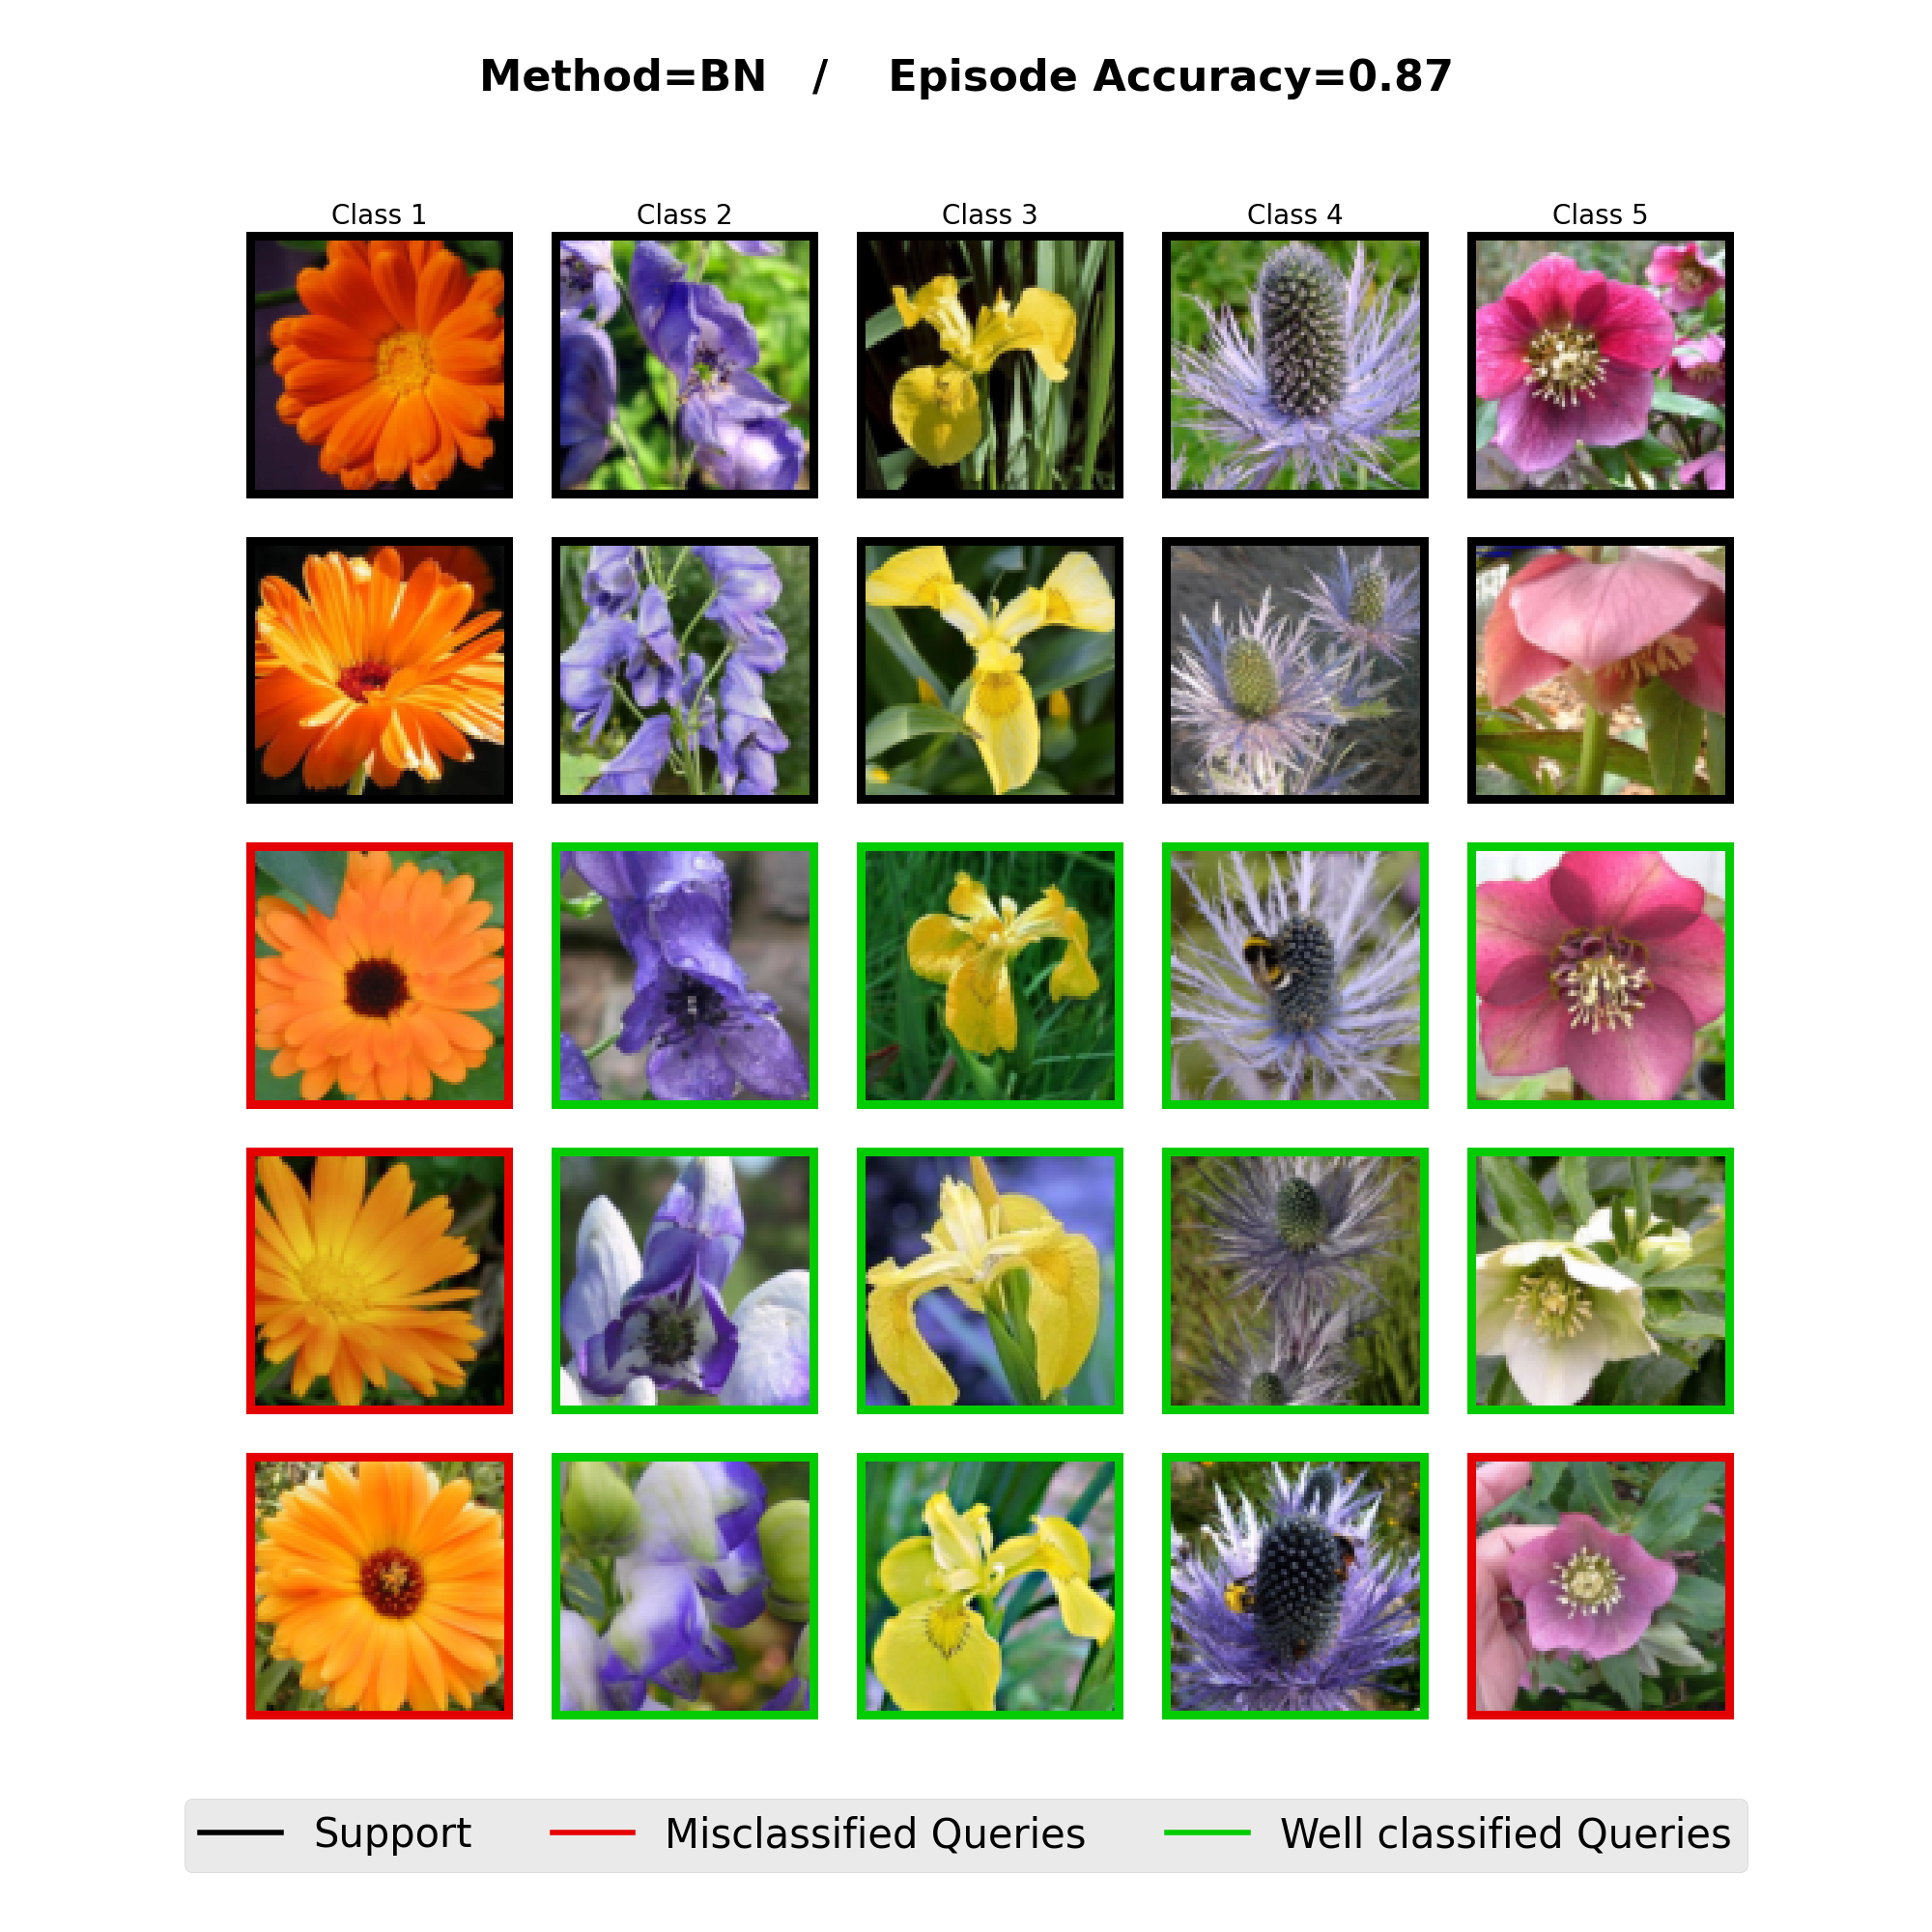 Method=BN / Episode Accuracy=0.87
Class 1 Class 2 Class 3 Class 4 Class 5
Support Misclassified Queries Well classified Queries